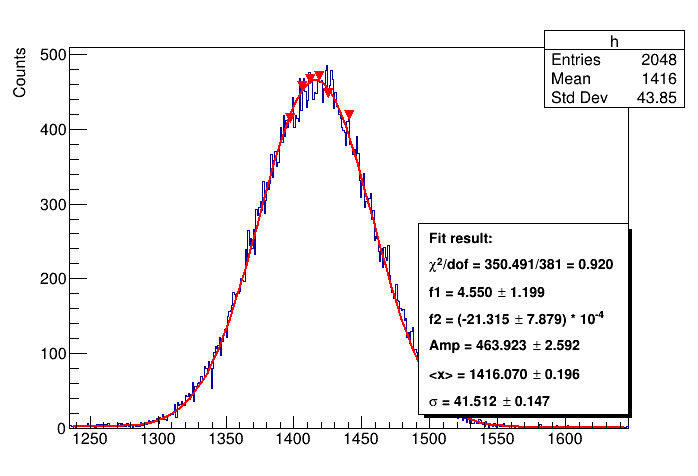 h
Entries 2048
Mean 1416
Std Dev 43.85
Counts
500
400
300
200
100
0
Fit result:
χ²/dof = 350.491/381 = 0.920
f1 = 4.550 ± 1.199
f2 = (-21.315 ± 7.879) * 10⁻⁴
Amp = 463.923 ± 2.592
<x> = 1416.070 ± 0.196
σ = 41.512 ± 0.147
1250 1300 1350 1400 1450 1500 1550 1600